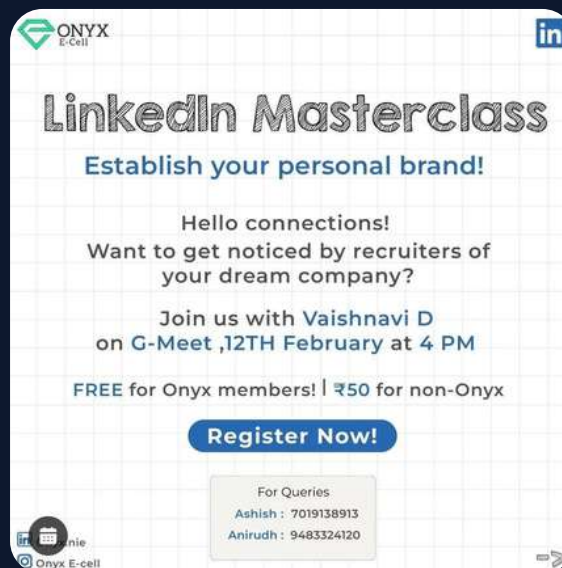 ONYX
E-Cell
in
LinkedIn Masterclass
Establish your personal brand!
Hello connections!
Want to get noticed by recruiters of
your dream company?
Join us with Vaishnavi D
on G-Meet ,12TH February at 4 PM
FREE for Onyx members! | ₹50 for non-Onyx
Register Now!
For Queries
Ashish : 7019138913
Anirudh : 9483324120
in
Onyx E-cell